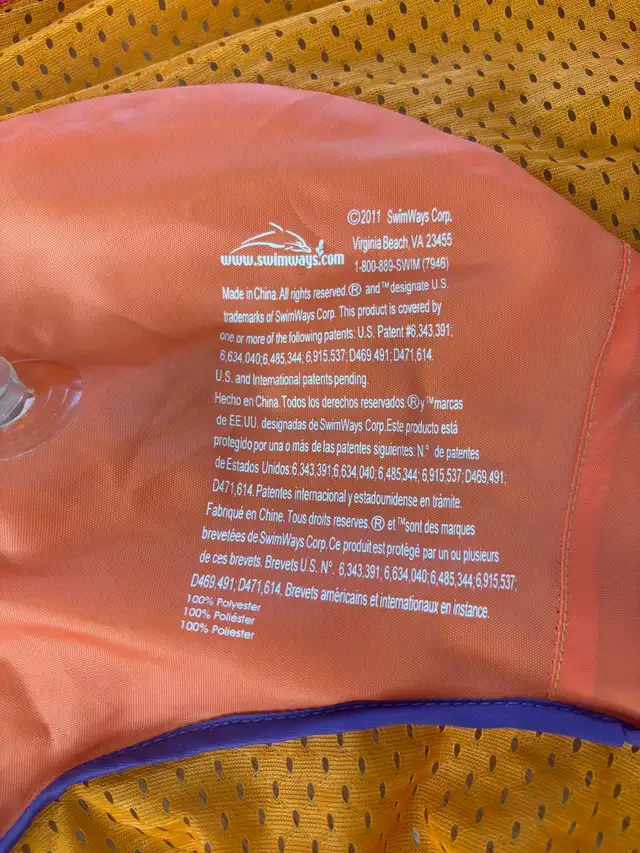 ©2011 SwimWays Corp.
www.swimways.com
Virginia Beach, VA 23455
1-800-889-SWIM (7946)
Made in China. All rights reserved.® and ™ designate U.S.
trademarks of SwimWays Corp. This product is covered by
one or more of the following patents: U.S. Patent #6,343,391;
6,634,040;6,485,344; 6,915,537; D469,491; D471,614
U.S. and International patents pending.
Hecho en China. Todos los derechos reservados ® y ™marcas
de EE.UU. designadas de SwimWays Corp.Este producto está
protegido por una o más de las patentes siguientes: N.º de patentes
de Estados Unidos:6,343,391; 6,634,040; 6,485,344; 6,915,537; D469,491;
D471,614. Patentes internacional y estadounidense en trámite.
Fabriqué en Chine. Tous droits reserves.® et ™sont des marques
brevetées de SwimWays Corp. Ce produit est protégé par un ou plusieurs
de ces brevets. Brevets U.S. Nº. 6,343,391; 6,634,040; 6,485,344; 6,915,537;
D469,491; D471,614. Brevets américains et internationaux en instance.
100% Polyester
100% Poliéster
100% Poliester